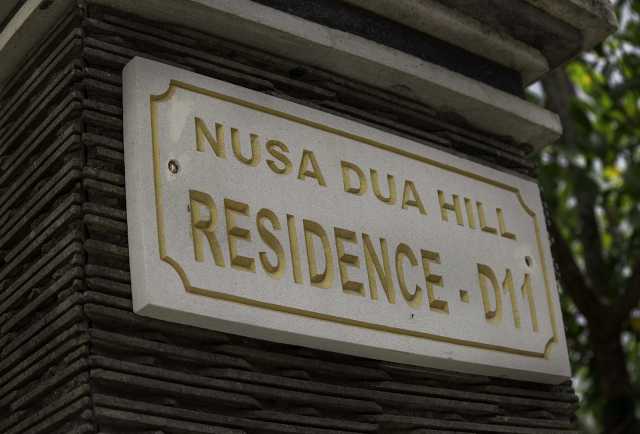 NUSA DUA HILL
RESIDENCE - D11